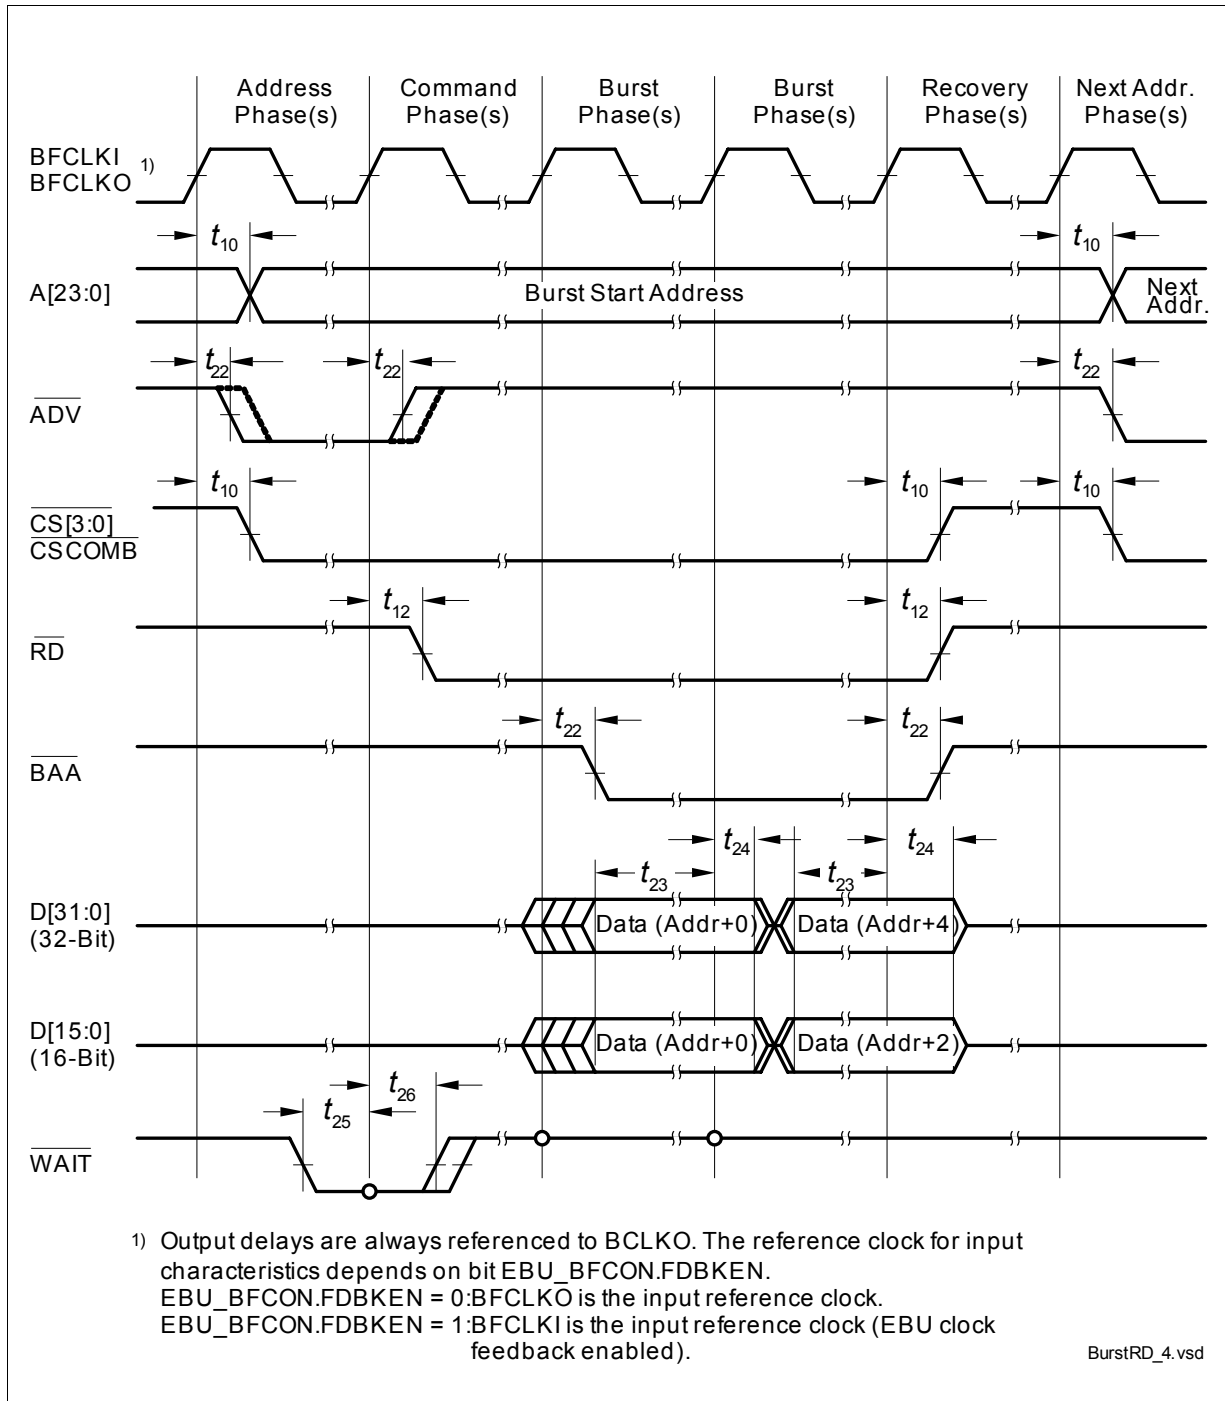 Address Phase(s)
Command Phase(s)
Burst Phase(s)
Burst Phase(s)
Recovery Phase(s)
Next Addr. Phase(s)
BFCLKI
BFCLKO
1)
t10
t10
A[23:0]
Burst Start Address
Next Addr.
t22
t22
t22
ADV
t10
t10
t10
CS[3:0]
CSCOMB
t12
t12
RD
t22
t22
BAA
t24
t24
t23
t23
D[31:0]
(32-Bit)
Data (Addr+0)
Data (Addr+4)
D[15:0]
(16-Bit)
Data (Addr+0)
Data (Addr+2)
t26
t25
WAIT
1) Output delays are always referenced to BCLKO. The reference clock for input
characteristics depends on bit EBU_BFCON.FDBKEN.
EBU_BFCON.FDBKEN = 0:BFCLKO is the input reference clock.
EBU_BFCON.FDBKEN = 1:BFCLKI is the input reference clock (EBU clock
feedback enabled).
BurstRD_4.vsd